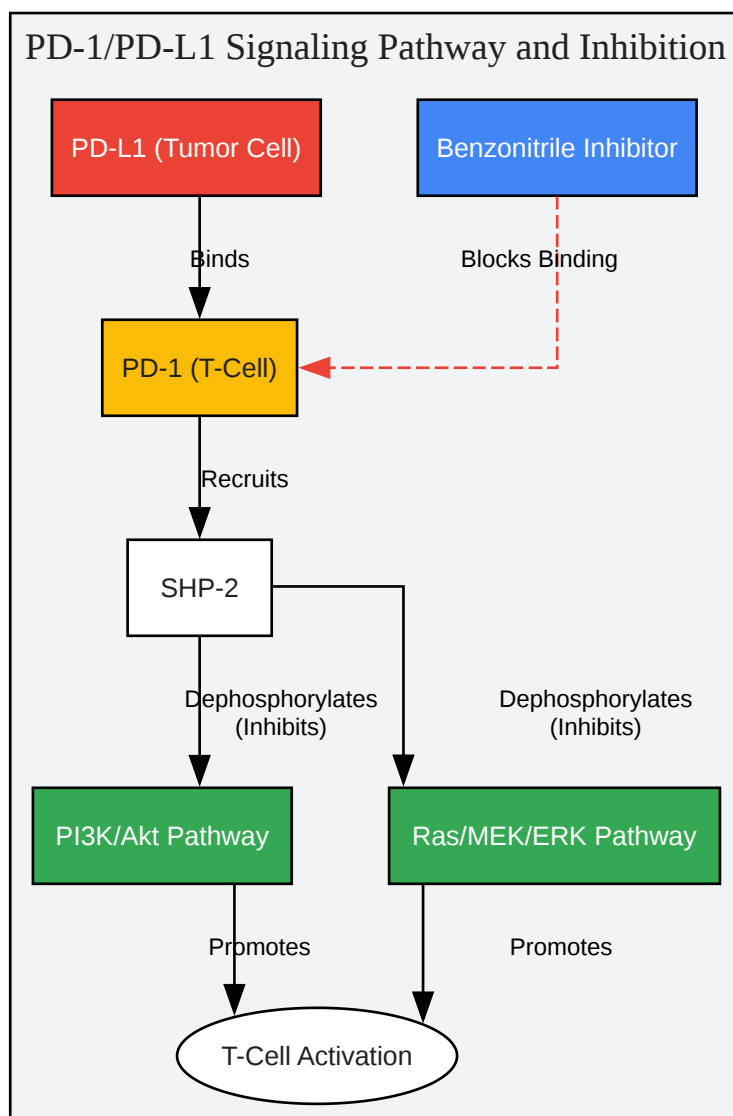 PD-1/PD-L1 Signaling Pathway and Inhibition
PD-L1 (Tumor Cell)
Benzonitrile Inhibitor
Binds
Blocks Binding
PD-1 (T-Cell)
Recruits
SHP-2
Dephosphorylates
(Inhibits)
Dephosphorylates
(Inhibits)
PI3K/Akt Pathway
Ras/MEK/ERK Pathway
Promotes
Promotes
T-Cell Activation